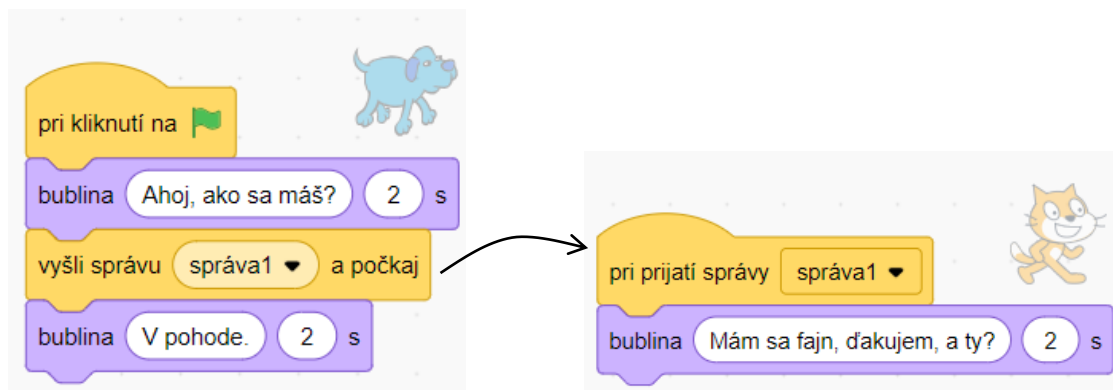 pri kliknutí na
bublina Ahoj, ako sa máš? 2 s
vyšli správu správa1 a počkaj
bublina V pohode. 2 s
pri prijatí správy správa1
bublina Mám sa fajn, ďakujem, a ty? 2 s